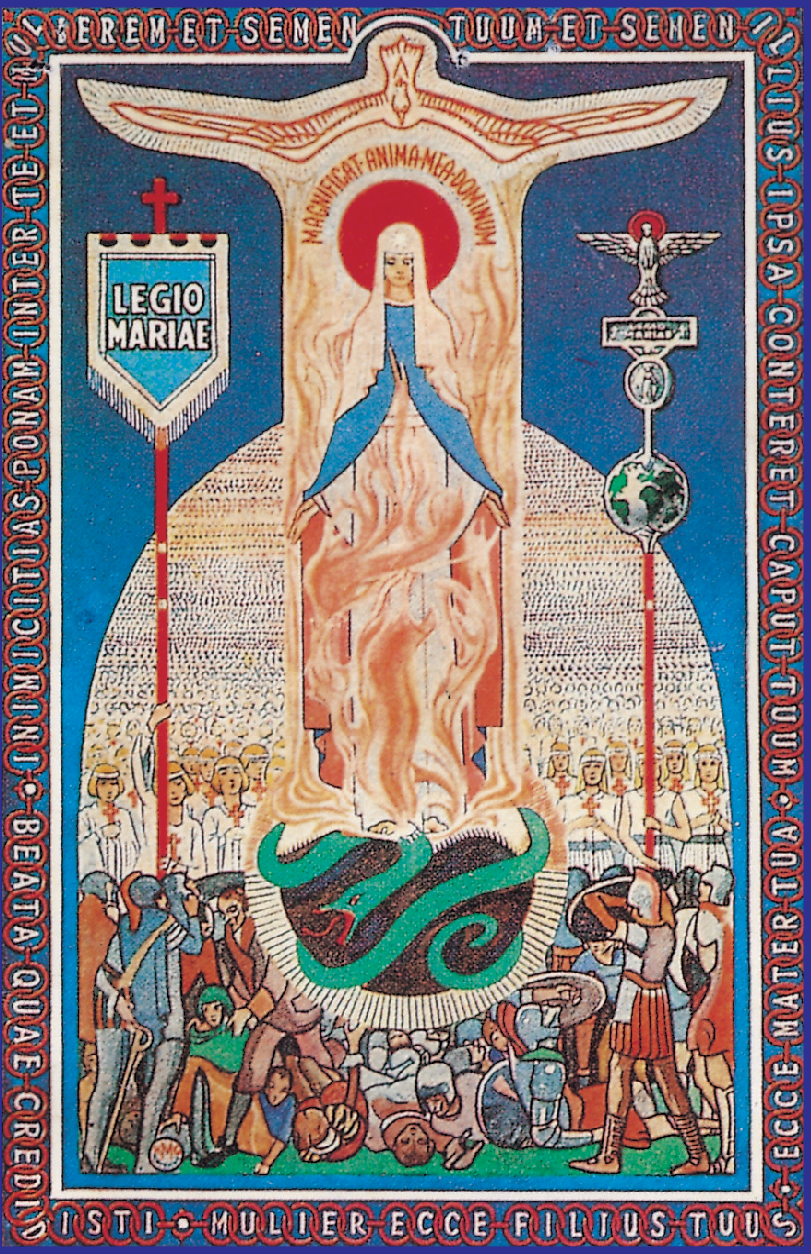 INIMICITIAS PONAM INTER TE ET MULIEREM ET SEMEN TUUM ET SEMEN ILLIUS IPSA CONTERET CAPUT TUUM
MAGNIFICAT · ANIMA · MEA · DOMINUM
LEGIO
MARIAE
BEATA QUAE CREDIDISTI
MULIER ECCE FILIUS TUUS
ECCE MATER TUA